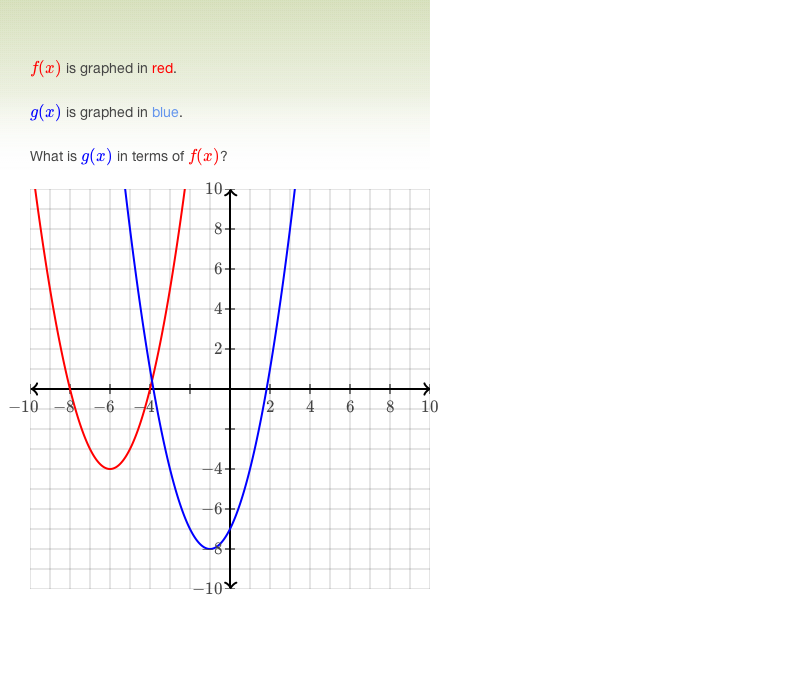 f(x) is graphed in red.
g(x) is graphed in blue.
What is g(x) in terms of f(x)?
10
8
6
4
2
−10 −8 −6 −4 2 4 6 8 10
−4
−6
−8
−10